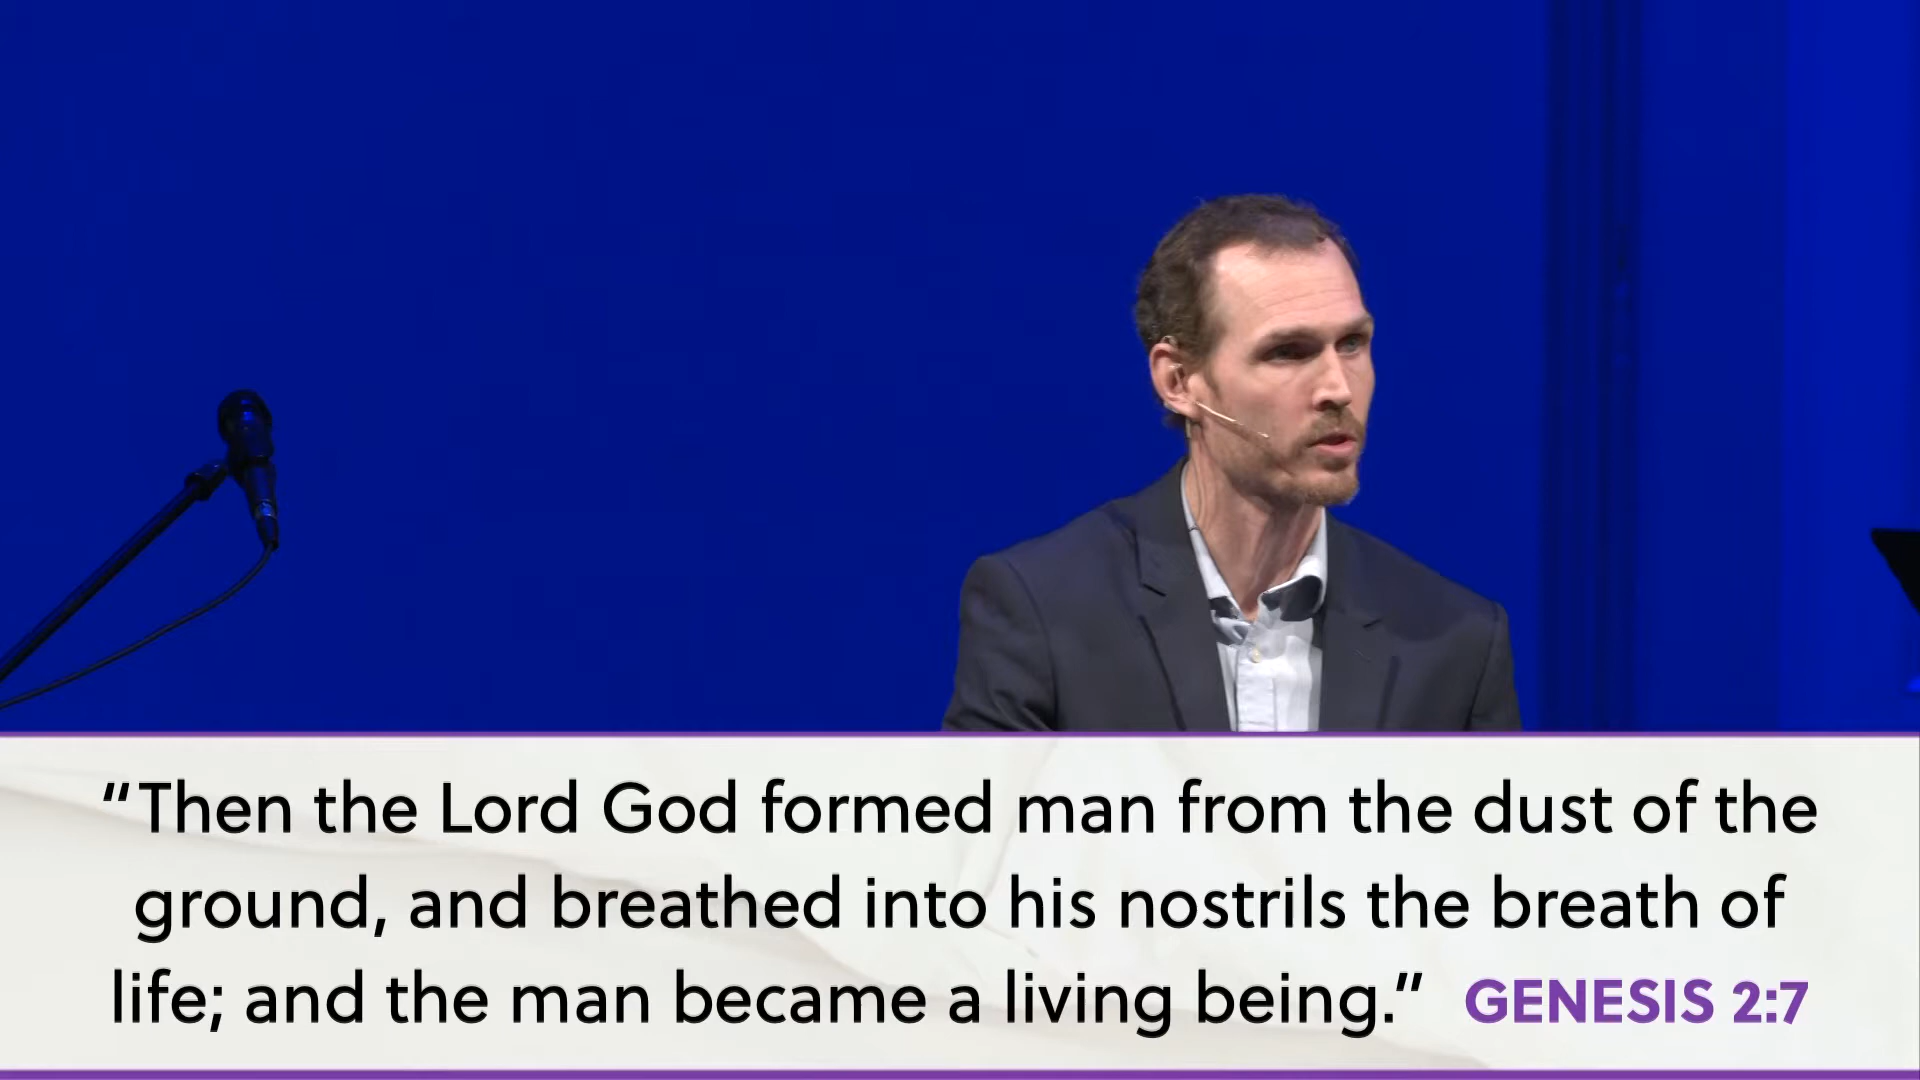 “Then the Lord God formed man from the dust of the
ground, and breathed into his nostrils the breath of
life; and the man became a living being.” GENESIS 2:7